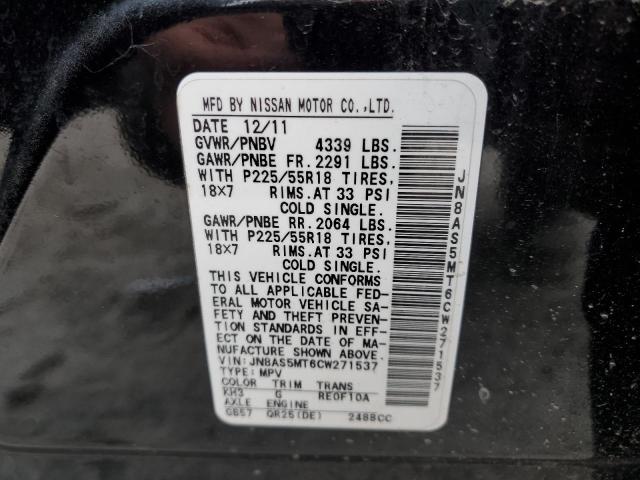 MFD BY NISSAN MOTOR CO.,LTD.
DATE 12/11
GVWR/PNBV 4339 LBS.
GAWR/PNBE FR. 2291 LBS.
WITH P225/55R18 TIRES,
18X7 RIMS. AT 33 PSI
COLD SINGLE.
GAWR/PNBE RR. 2064 LBS.
WITH P225/55R18 TIRES,
18X7 RIMS. AT 33 PSI
COLD SINGLE.
THIS VEHICLE CONFORMS
TO ALL APPLICABLE FED-
ERAL MOTOR VEHICLE SA-
FETY AND THEFT PREVEN-
TION STANDARDS IN EFF-
ECT ON THE DATE OF MA-
NUFACTURE SHOWN ABOVE.
VIN: JN8AS5MT6CW271537
TYPE: MPV
COLOR TRIM TRANS
KH3 G RE0F10A
AXLE ENGINE
GB57 QR25(DE) 2488CC
JN8AS5MT6CW271537